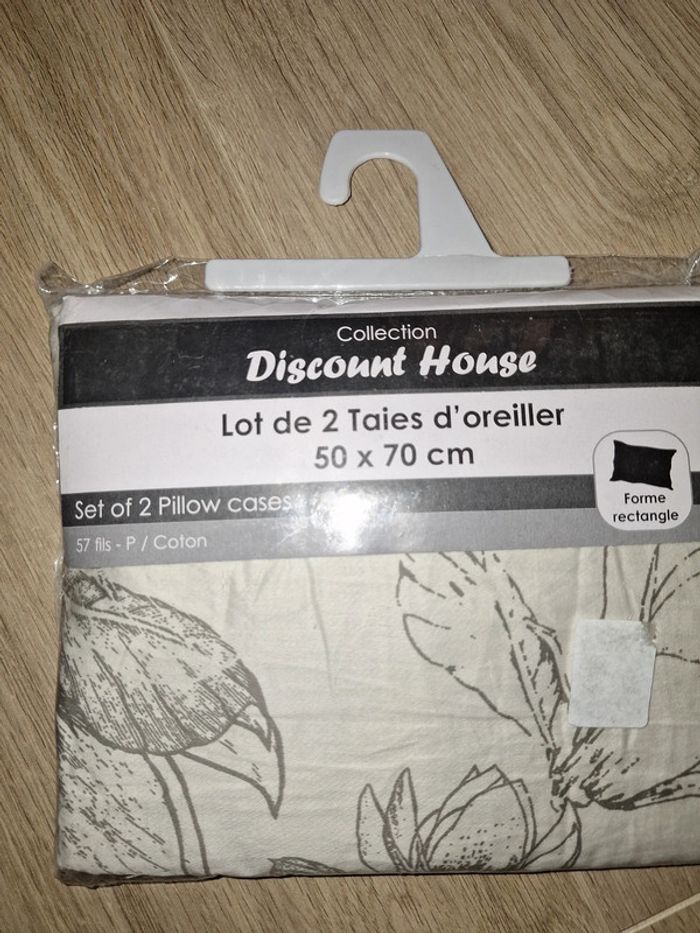 Collection
Discount House
Lot de 2 Taies d'oreiller
50 x 70 cm
Set of 2 Pillow cases
57 fils - P / Coton
Forme
rectangle